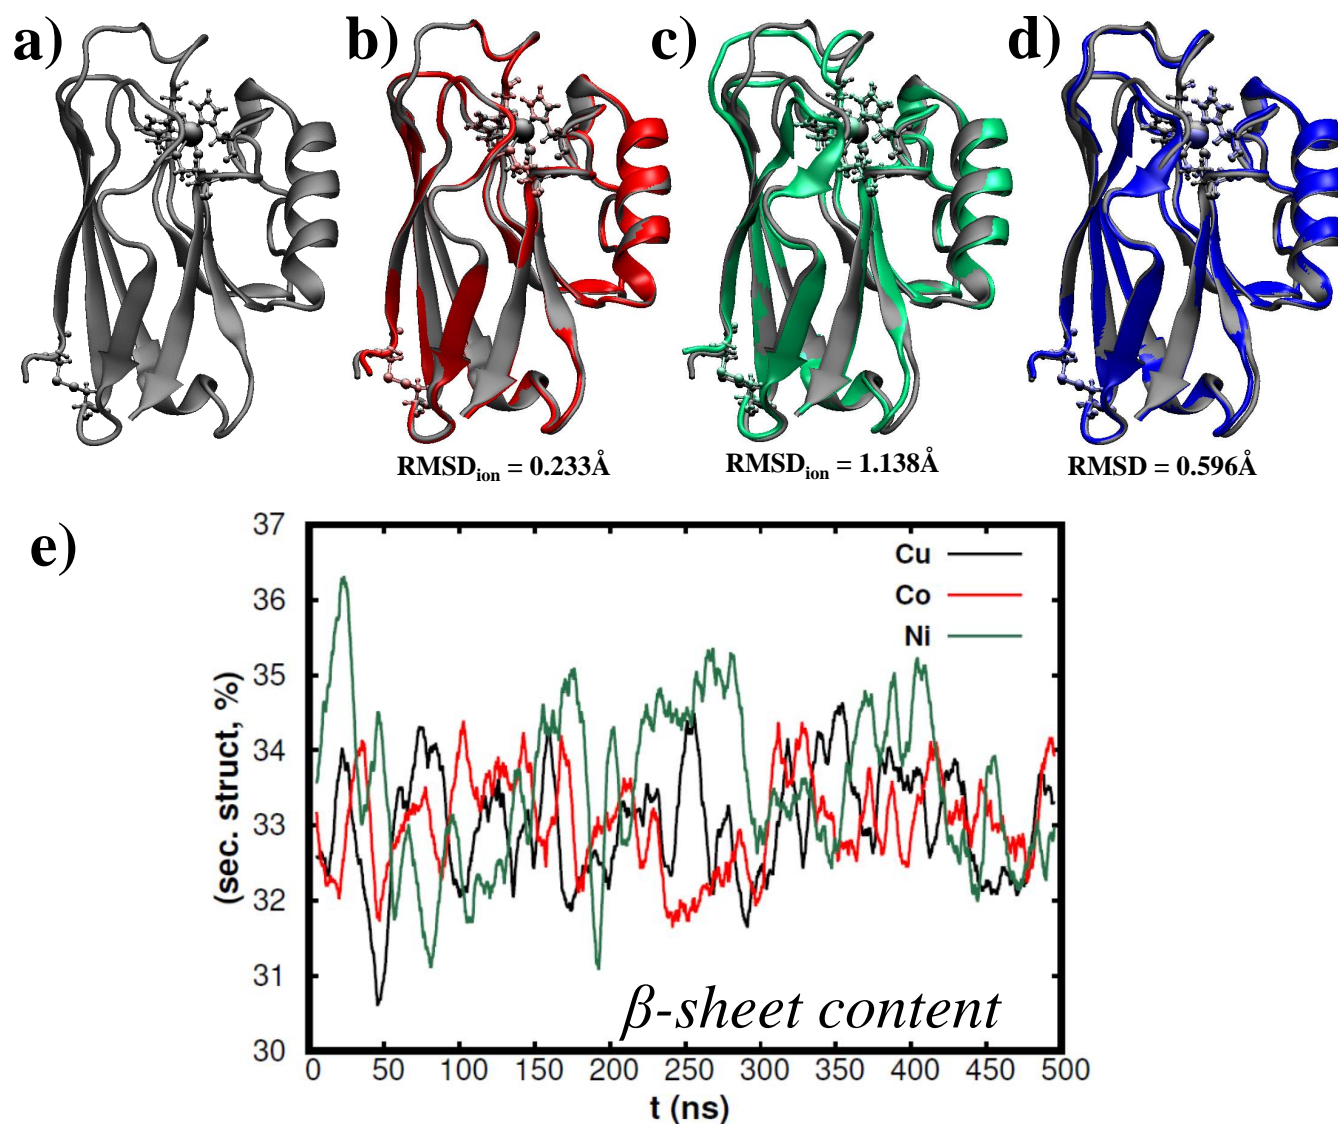 a) b) c) d)
RMSDion = 0.233Å RMSDion = 1.138Å RMSD = 0.596Å
e)
37
36
35
34
33
32
31
30
(sec. struct, %)
Cu
Co
Ni
β-sheet content
0 50 100 150 200 250 300 350 400 450 500
t (ns)